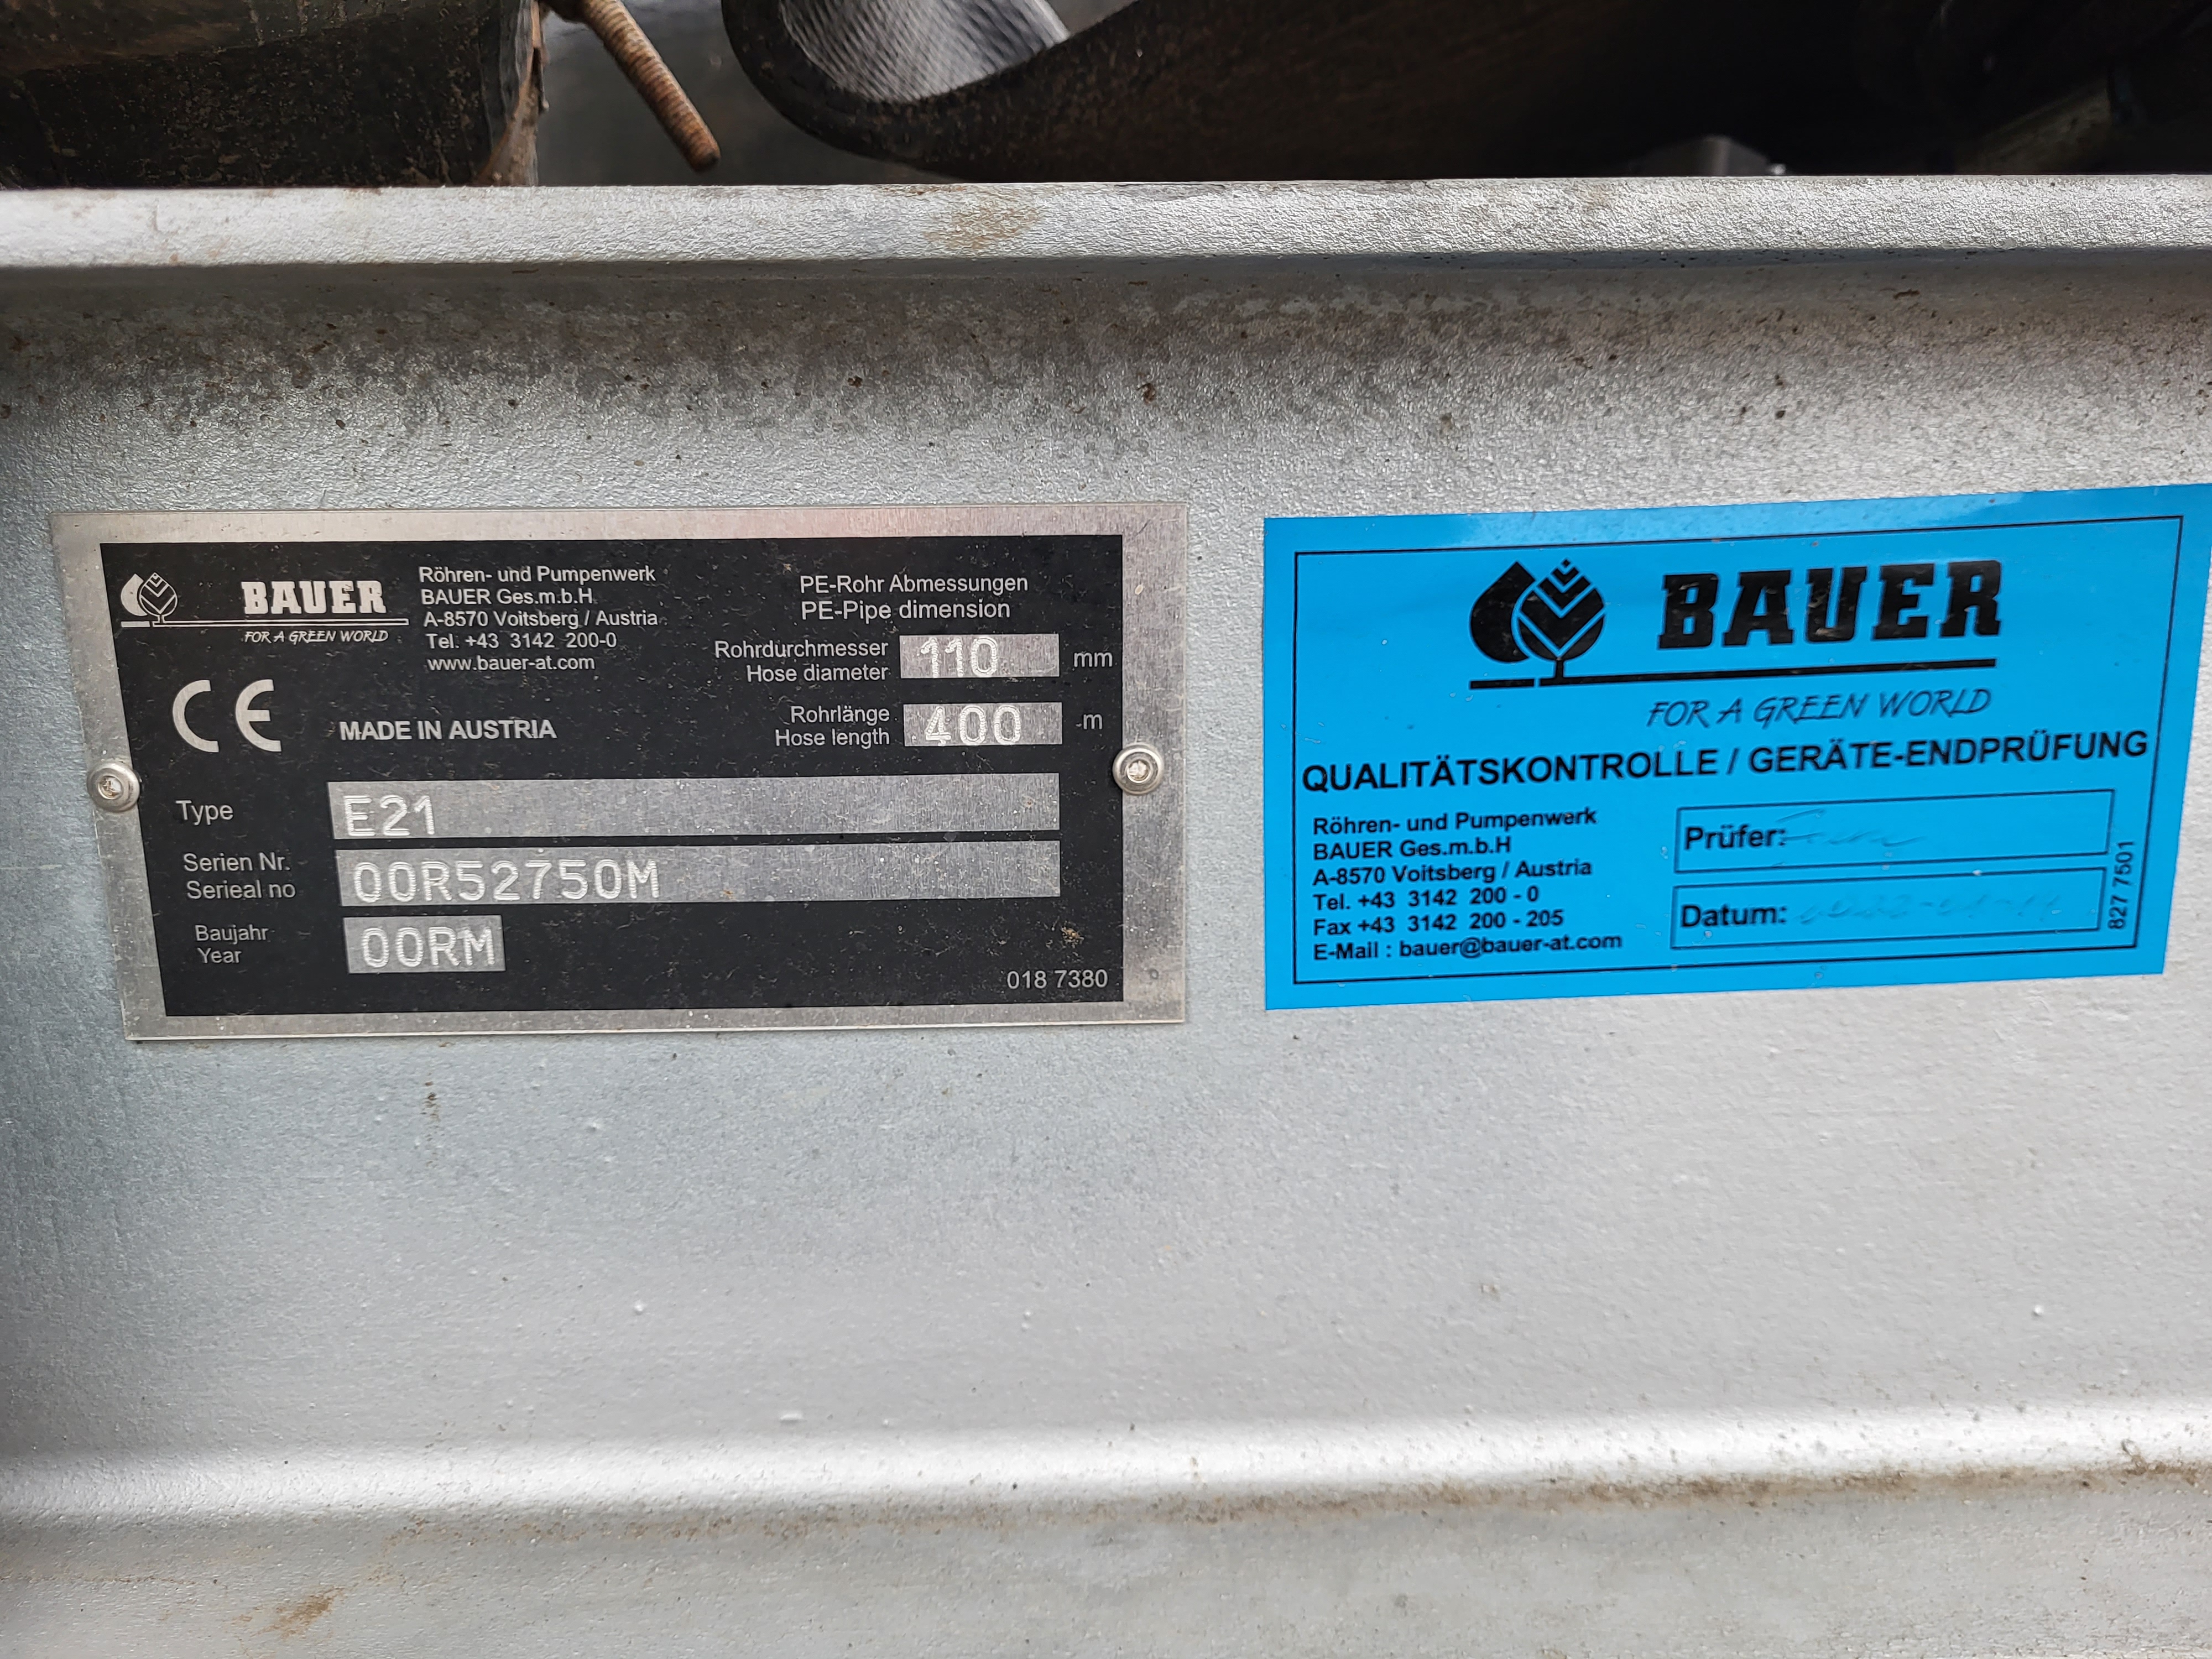 BAUER
FOR A GREEN WORLD
Röhren- und Pumpenwerk
BAUER Ges.m.b.H
A-8570 Voitsberg / Austria
Tel. +43 3142 200-0
www.bauer-at.com
PE-Rohr Abmessungen
PE-Pipe dimension
Rohrdurchmesser
Hose diameter
110 mm
Rohrlänge
Hose length
400 m
CE
MADE IN AUSTRIA
Type E21
Serien Nr.
Serieal no
00R52750M
Baujahr
Year
00RM
018 7380
BAUER
FOR A GREEN WORLD
QUALITÄTSKONTROLLE / GERÄTE-ENDPRÜFUNG
Röhren- und Pumpenwerk
BAUER Ges.m.b.H
A-8570 Voitsberg / Austria
Tel. +43 3142 200 - 0
Fax +43 3142 200 - 205
E-Mail : bauer@bauer-at.com
Prüfer:
Datum:
827 7501